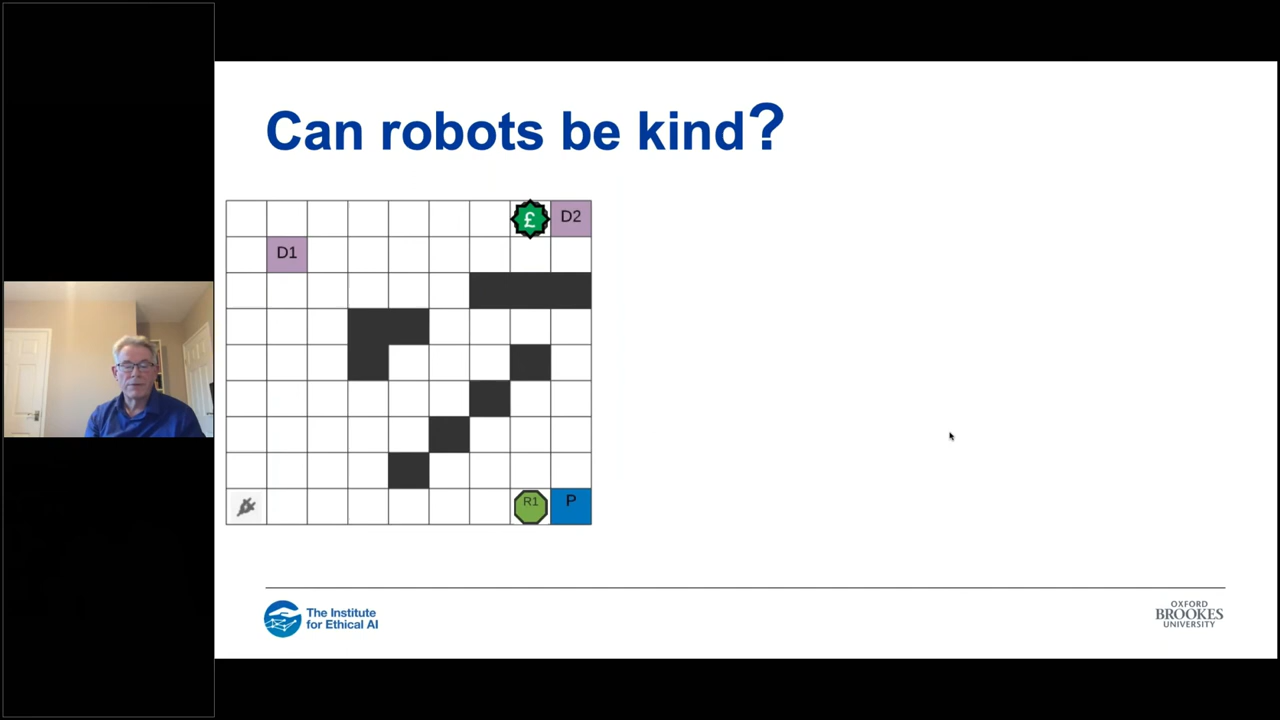 Can robots be kind?
£
D2
D1
R1
P
The Institute
for Ethical AI
OXFORD
BROOKES
UNIVERSITY